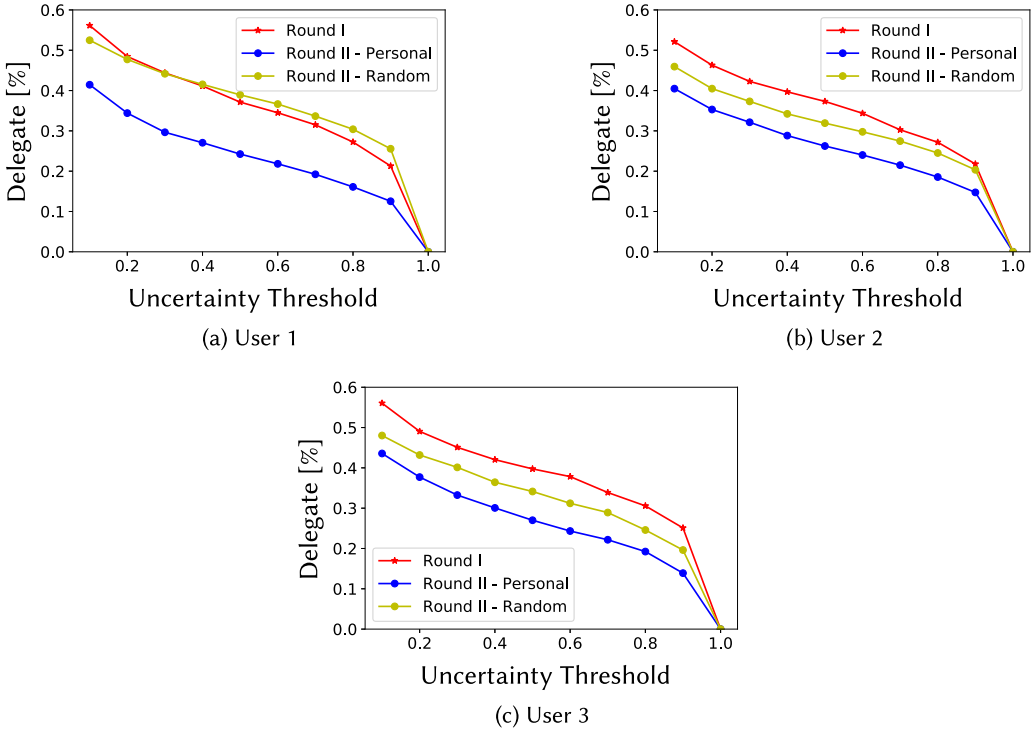 0.6
0.5
0.4
0.3
0.2
0.1
0.0
Delegate [%]
Round I
Round II - Personal
Round II - Random
0.2 0.4 0.6 0.8 1.0
Uncertainty Threshold
(a) User 1
0.6
0.5
0.4
0.3
0.2
0.1
0.0
Delegate [%]
Round I
Round II - Personal
Round II - Random
0.2 0.4 0.6 0.8 1.0
Uncertainty Threshold
(b) User 2
0.6
0.5
0.4
0.3
0.2
0.1
0.0
Delegate [%]
Round I
Round II - Personal
Round II - Random
0.2 0.4 0.6 0.8 1.0
Uncertainty Threshold
(c) User 3